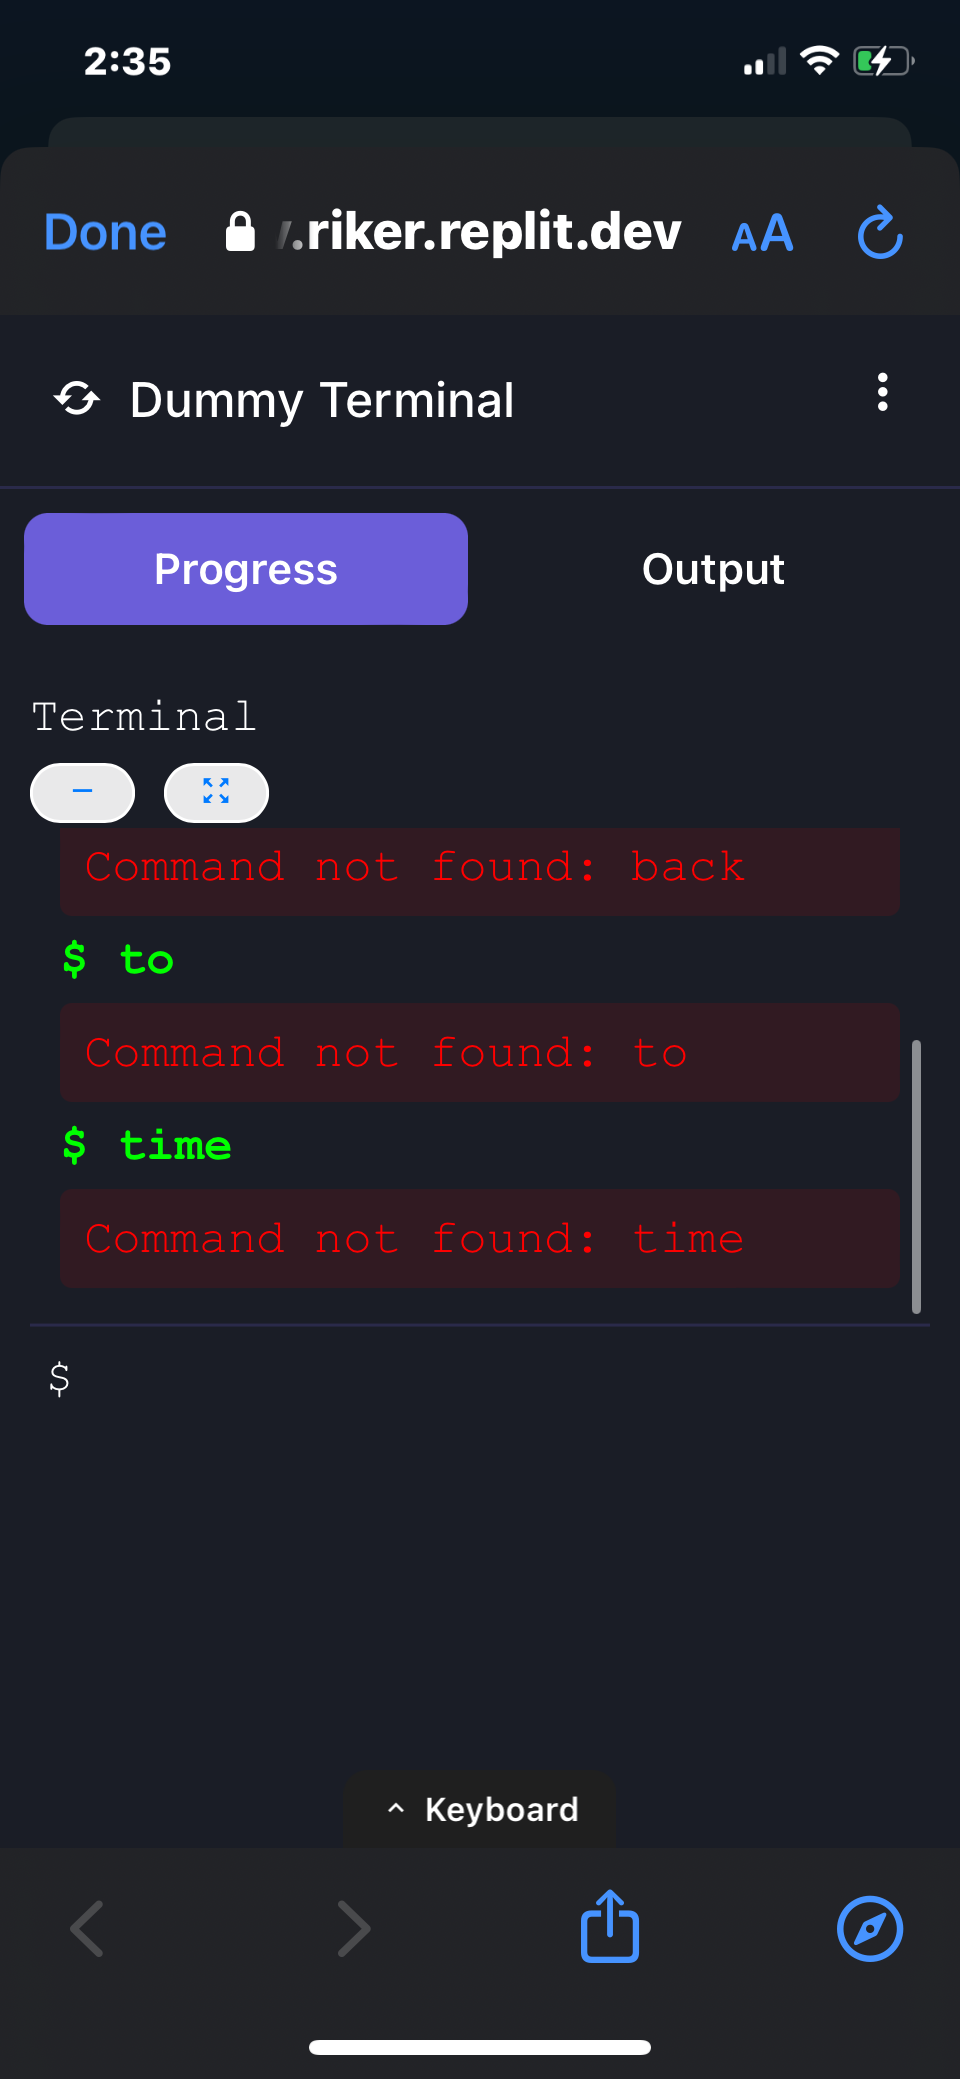 2:35
Done .riker.replit.dev AA
Dummy Terminal
Progress Output
Terminal
Command not found: back
$ to
Command not found: to
$ time
Command not found: time
$
Keyboard